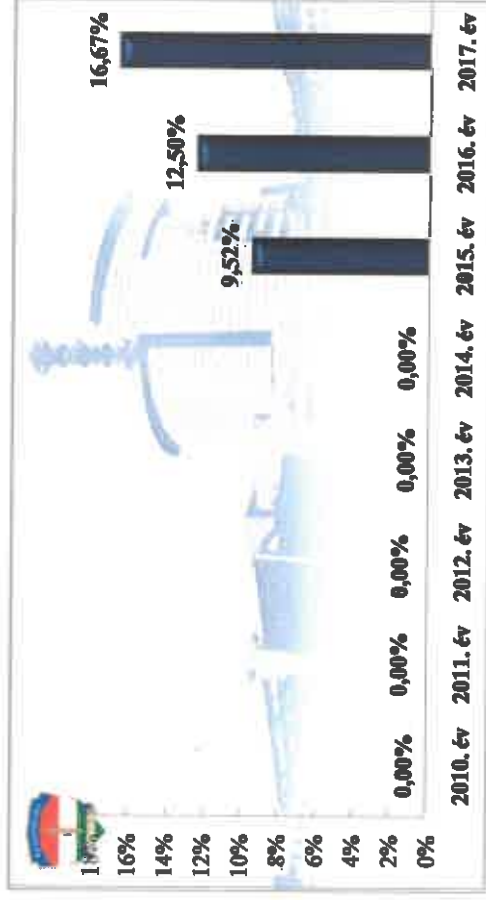 16%
14%
12%
10%
8%
6%
4%
2%
0%
0,00%
0,00%
0,00%
0,00%
0,00%
9,52%
12,50%
16,67%
2010. év
2011. év
2012. év
2013. év
2014. év
2015. év
2016. év
2017. év